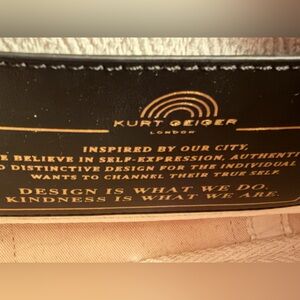 KURT GEIGER
LONDON
INSPIRED BY OUR CITY,
E BELIEVE IN SELF-EXPRESSION, AUTHENTI
D DISTINCTIVE DESIGN FOR THE INDIVIDUAL
WANTS TO CHANNEL THEIR TRUE SELF.
DESIGN IS WHAT WE DO.
KINDNESS IS WHAT WE ARE.